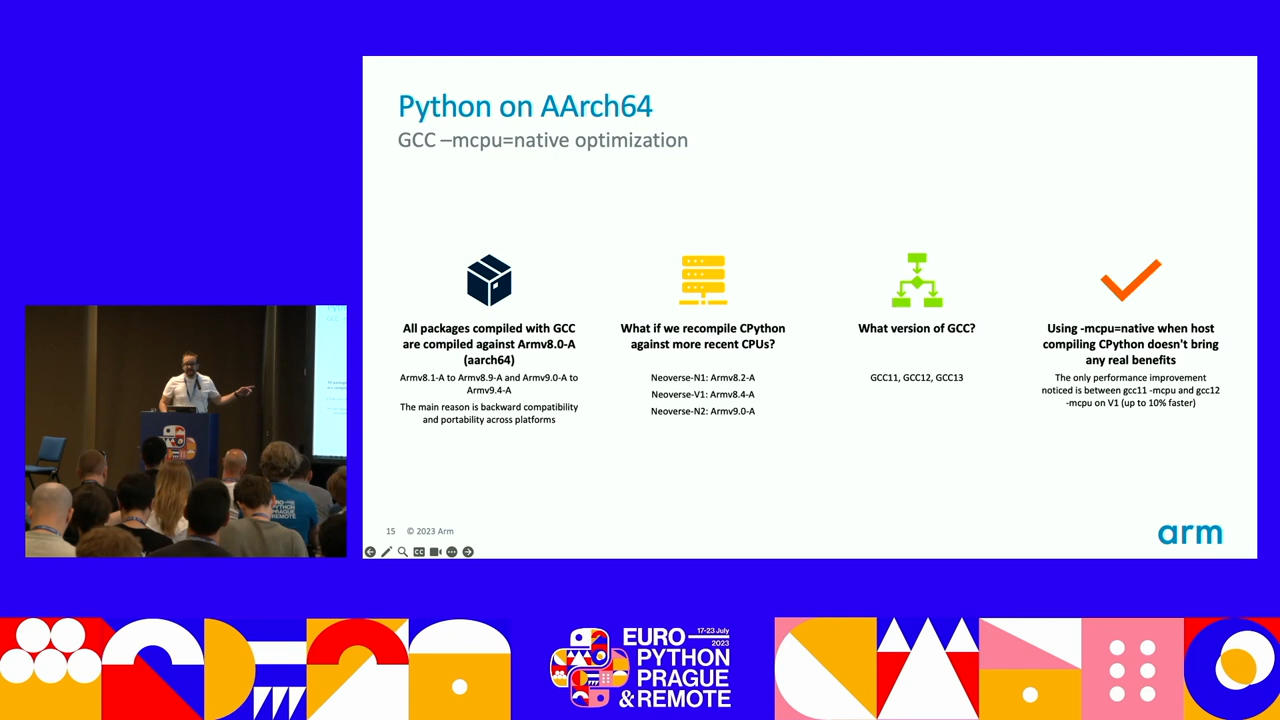 Python on AArch64
GCC –mcpu=native optimization
All packages compiled with GCC
are compiled against Armv8.0-A
(aarch64)
Armv8.1-A to Armv8.9-A and Armv9.0-A to
Armv9.4-A
The main reason is backward compatibility
and portability across platforms
What if we recompile CPython
against more recent CPUs?
Neoverse-N1: Armv8.2-A
Neoverse-V1: Armv8.4-A
Neoverse-N2: Armv9.0-A
What version of GCC?
GCC11, GCC12, GCC13
Using -mcpu=native when host
compiling CPython doesn't bring
any real benefits
The only performance improvement
noticed is between gcc11 -mcpu and gcc12
-mcpu on V1 (up to 10% faster)
15 © 2023 Arm
arm
CC
EURO
PYTHON
PRAGUE
&REMOTE
EURO
17-23 July
2023
PYTHON
PRAGUE
&REMOTE